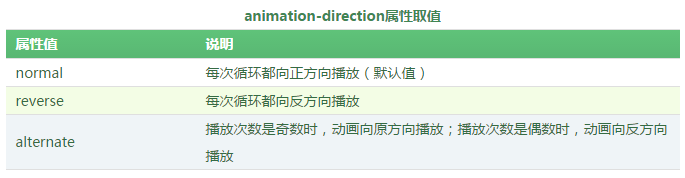 animation-direction属性取值
属性值 说明
normal 每次循环都向正方向播放（默认值）
reverse 每次循环都向反方向播放
alternate 播放次数是奇数时，动画向原方向播放；播放次数是偶数时，动画向反方向
播放